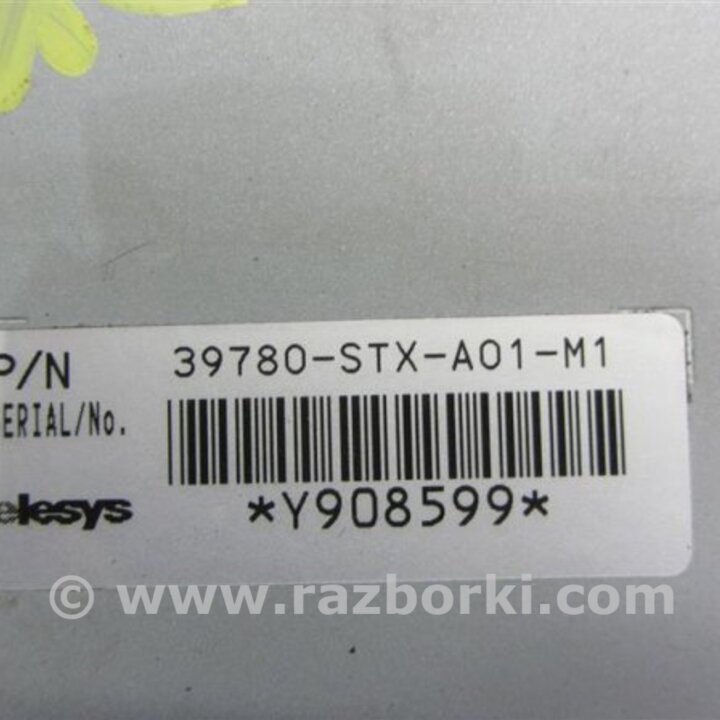 P/N 39780-STX-A01-M1
ERIAL/No.
elesys *Y908599*
© www.razborki.com